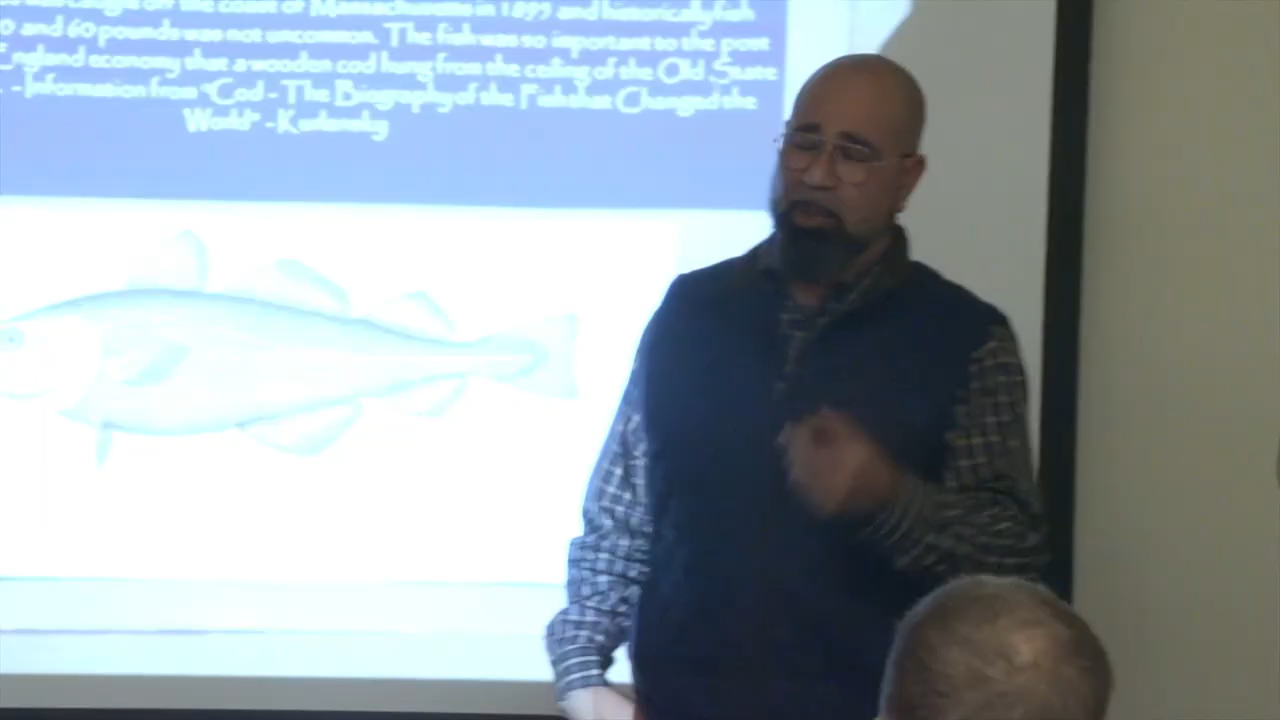 was caught off the coast of Massachusetts in 1895 and historically fish
0 and 60 pounds was not uncommon. The fish was so important to the post
England economy that a wooden cod hung from the ceiling of the Old State
. - Information from "Cod - The Biography of the Fish that Changed the
World" - Kurlansky